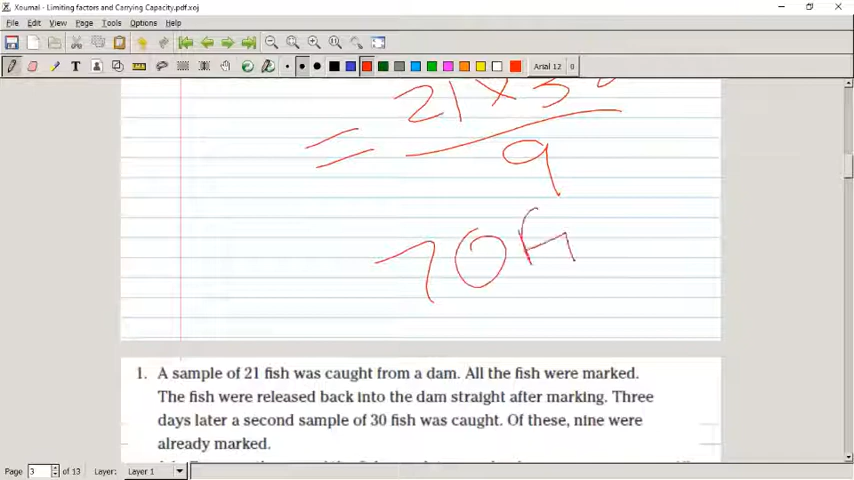 Xournal - Limiting factors and Carrying Capacity.pdf.xoj
File Edit View Page Tools Options Help
Arial 12 0
21 X 30
=
9
70
1. A sample of 21 fish was caught from a dam. All the fish were marked.
The fish were released back into the dam straight after marking. Three
days later a second sample of 30 fish was caught. Of these, nine were
already marked.
Page 3 of 13 Layer: Layer 1